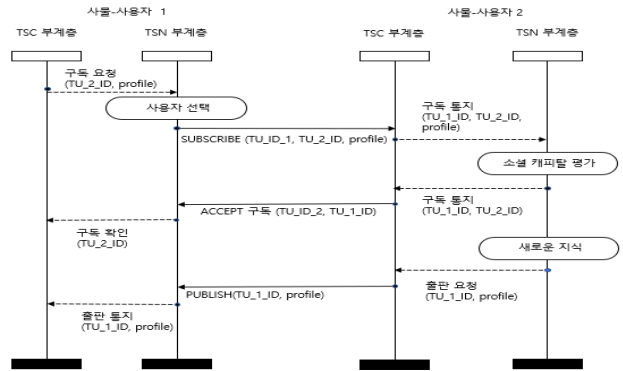 사물-사용자 1
사물-사용자 2
TSC 부계층
TSN 부계층
TSC 부계층
TSN 부계층
구독 요청
(TU_2_ID, profile)
사용자 선택
구독 통지
(TU_1_ID, TU_2_ID,
profile)
SUBSCRIBE (TU_ID_1, TU_2_ID, profile)
소셜 캐피탈 평가
구독 통지
(TU_1_ID, TU_2_ID)
ACCEPT 구독 (TU_ID_2, TU_1_ID)
구독 확인
(TU_2_ID)
새로운 지식
출판 요청
(TU_1_ID, profile)
PUBLISH(TU_1_ID, profile)
출판 통지
(TU_1_ID, profile)